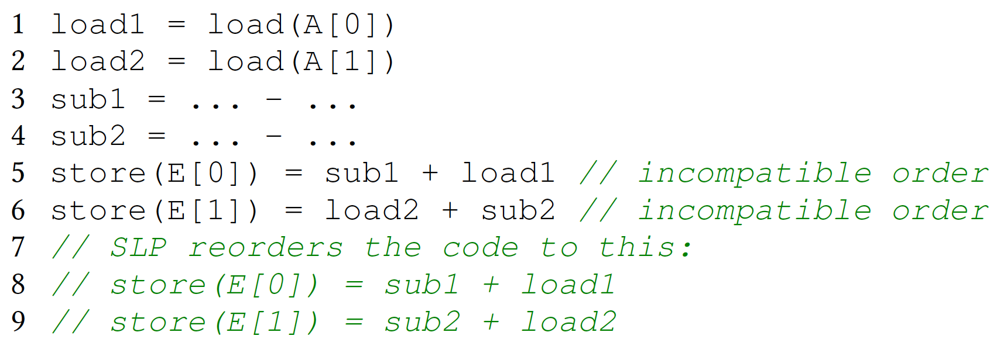 1 load1 = load(A[0])
2 load2 = load(A[1])
3 sub1 = ... - ...
4 sub2 = ... - ...
5 store(E[0]) = sub1 + load1 // incompatible order
6 store(E[1]) = load2 + sub2 // incompatible order
7 // SLP reorders the code to this:
8 // store(E[0]) = sub1 + load1
9 // store(E[1]) = sub2 + load2